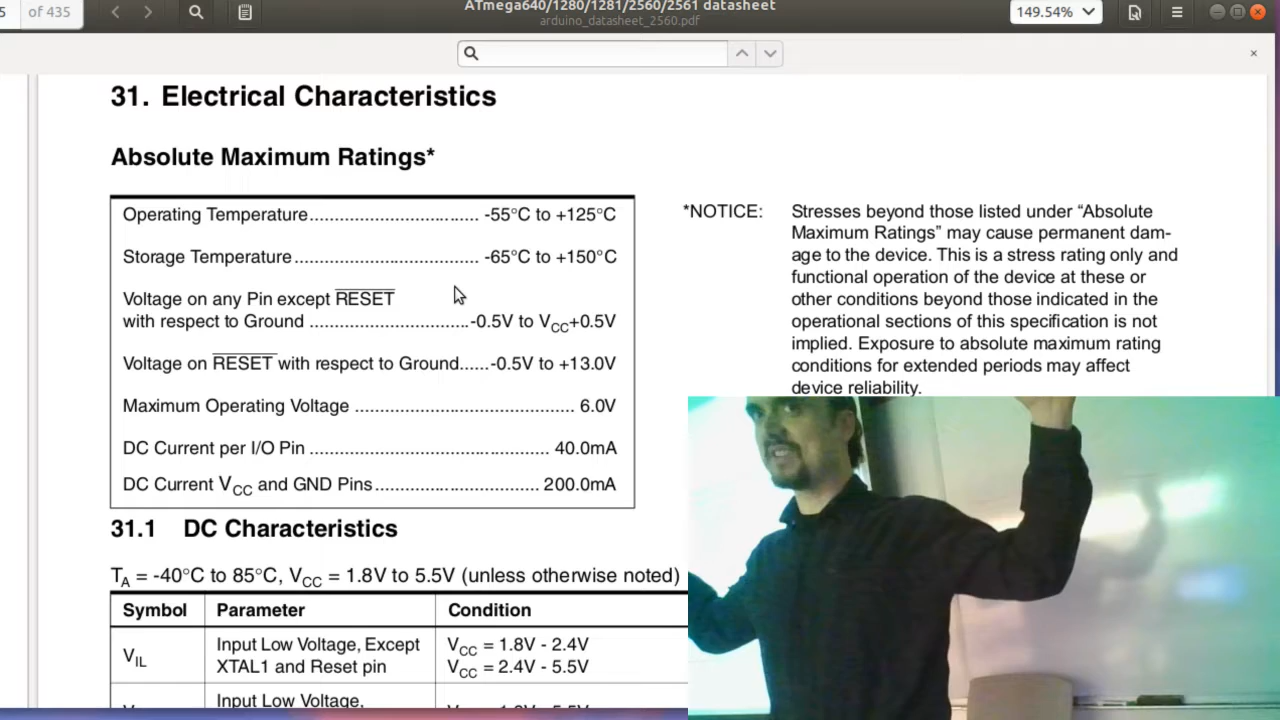 ATmega640/1280/1281/2560/2561 datasheet
arduino_datasheet_2560.pdf
5 of 435
149.54%
31. Electrical Characteristics
Absolute Maximum Ratings*
Operating Temperature.................................. -55°C to +125°C
Storage Temperature..................................... -65°C to +150°C
Voltage on any Pin except RESET
with respect to Ground ................................-0.5V to VCC+0.5V
Voltage on RESET with respect to Ground......-0.5V to +13.0V
Maximum Operating Voltage ............................................ 6.0V
DC Current per I/O Pin ................................................ 40.0mA
DC Current VCC and GND Pins................................. 200.0mA
*NOTICE: Stresses beyond those listed under “Absolute
Maximum Ratings” may cause permanent dam-
age to the device. This is a stress rating only and
functional operation of the device at these or
other conditions beyond those indicated in the
operational sections of this specification is not
implied. Exposure to absolute maximum rating
conditions for extended periods may affect
device reliability.
31.1 DC Characteristics
TA = -40°C to 85°C, VCC = 1.8V to 5.5V (unless otherwise noted)
Symbol Parameter Condition
VIL Input Low Voltage, Except XTAL1 and Reset pin VCC = 1.8V - 2.4V
VCC = 2.4V - 5.5V
Input Low Voltage,